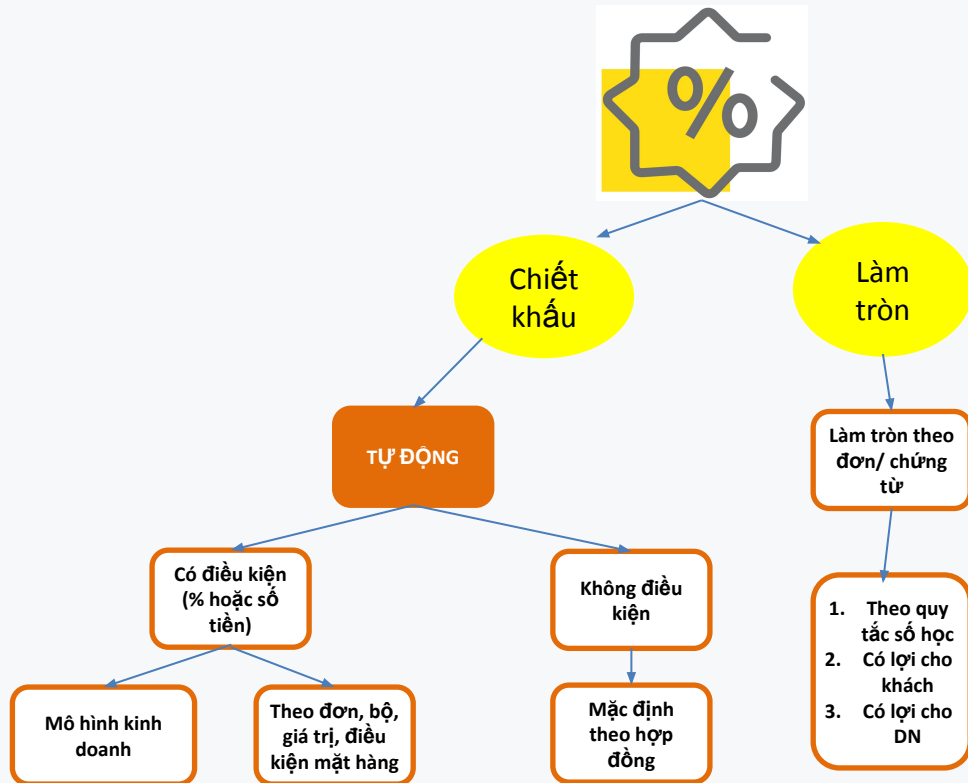 %
Chiết
khấu
Làm
tròn
TỰ ĐỘNG
Làm tròn theo
đơn/ chứng
từ
Có điều kiện
(% hoặc số
tiền)
Không điều
kiện
1. Theo quy
tắc số học
2. Có lợi cho
khách
3. Có lợi cho
DN
Mô hình kinh
doanh
Theo đơn, bộ,
giá trị, điều
kiện mặt hàng
Mặc định
theo hợp
đồng